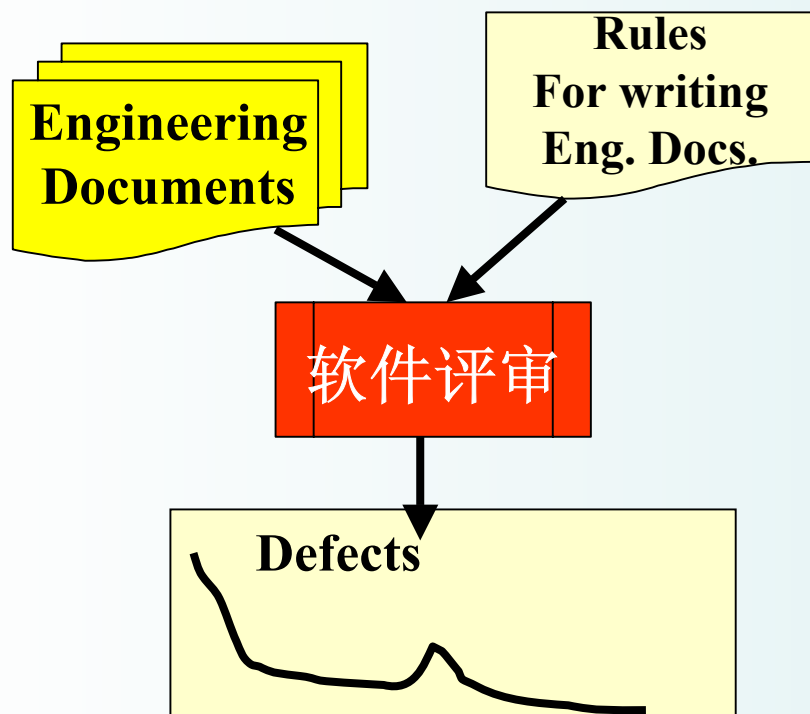 Engineering
Documents
Rules
For writing
Eng. Docs.
软件评审
Defects